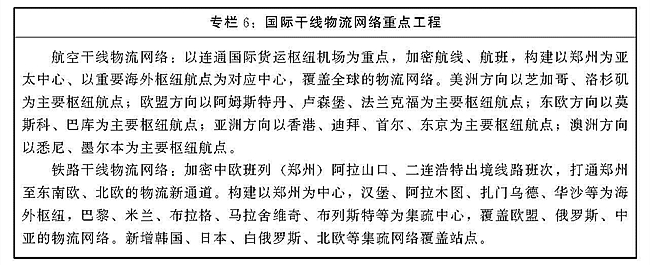 专栏6：国际干线物流网络重点工程
航空干线物流网络：以连通国际货运枢纽机场为重点，加密航线、航班，构建以郑州为亚
太中心、以重要海外枢纽航点为对应中心，覆盖全球的物流网络。美洲方向以芝加哥、洛杉矶
为主要枢纽航点；欧盟方向以阿姆斯特丹、卢森堡、法兰克福为主要枢纽航点；东欧方向以莫
斯科、巴库为主要枢纽航点；亚洲方向以香港、迪拜、首尔、东京为主要枢纽航点；澳洲方向
以悉尼、墨尔本为主要枢纽航点。
铁路干线物流网络：加密中欧班列（郑州）阿拉山口、二连浩特出境线路班次，打通郑州
至东南欧、北欧的物流新通道。构建以郑州为中心，汉堡、阿拉木图、扎门乌德、华沙等为海
外枢纽，巴黎、米兰、布拉格、马拉舍维奇、布列斯特等为集疏中心，覆盖欧盟、俄罗斯、中
亚的物流网络。新增韩国、日本、白俄罗斯、北欧等集疏网络覆盖站点。